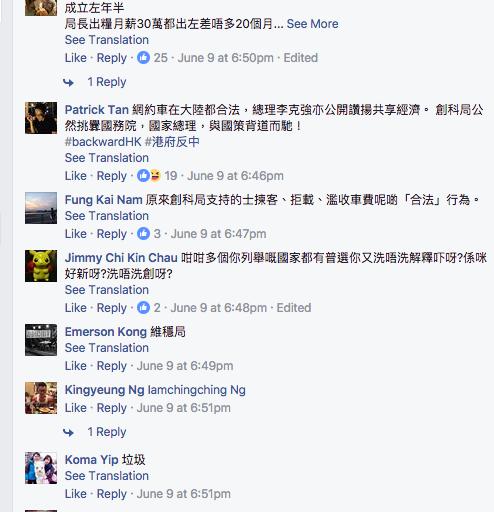 成立左年半
局長出糧月薪30萬都出左差唔多20個月... See More
See Translation
Like · Reply · 25 · June 9 at 6:50pm · Edited
1 Reply
Patrick Tan 網約車在大陸都合法，總理李克強亦公開讚揚共享經濟。 創科局公
然挑釁國務院，國家總理，與國策背道而馳！
#backwardHK #港府反中
See Translation
Like · Reply · 19 · June 9 at 6:46pm
Fung Kai Nam 原來創科局支持的士揀客、拒載、濫收車費呢啲「合法」行為。
See Translation
Like · Reply · 3 · June 9 at 6:47pm
Jimmy Chi Kin Chau 咁咁多個你列舉嘅國家都有普選你又洗唔洗解釋吓呀?係咪
好新呀?洗唔洗創呀?
See Translation
Like · Reply · 2 · June 9 at 6:48pm · Edited
Emerson Kong 維穩局
See Translation
Like · Reply · June 9 at 6:49pm
Kingyeung Ng Iamchingching Ng
Like · Reply · June 9 at 6:51pm
1 Reply
Koma Yip 垃圾
See Translation
Like · Reply · June 9 at 6:51pm